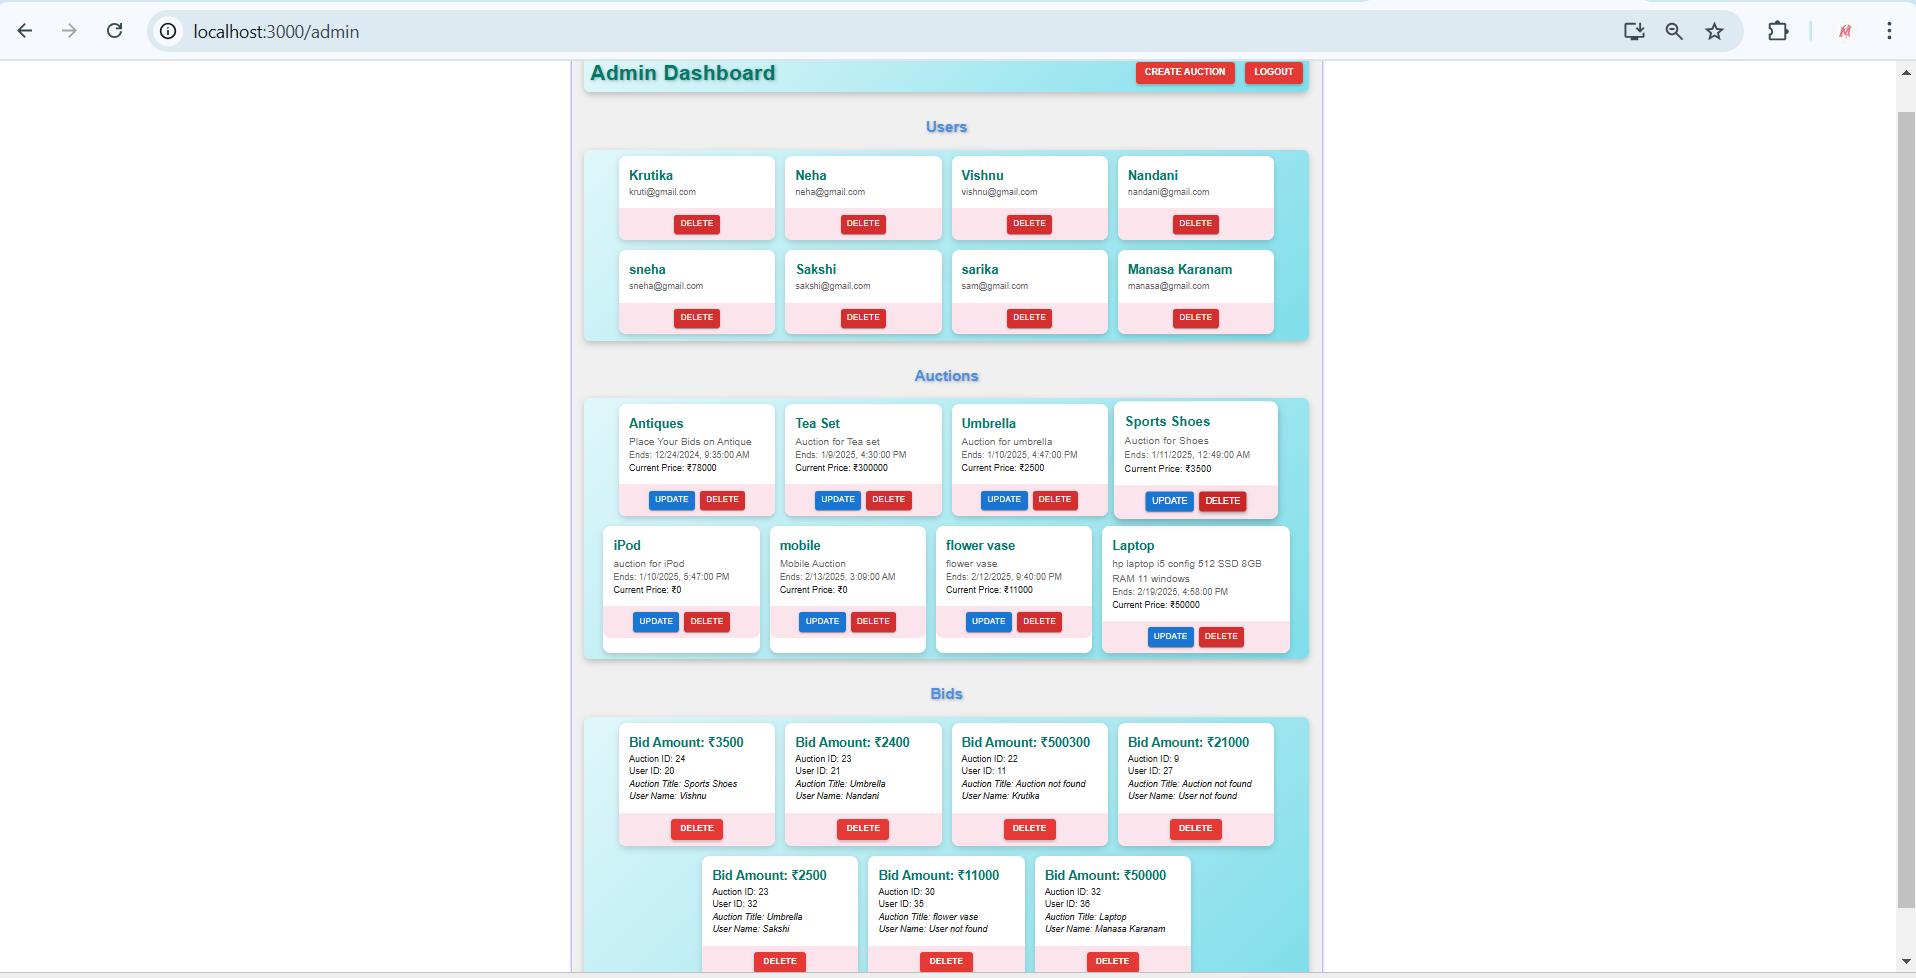 localhost:3000/admin
Admin Dashboard
CREATE AUCTION LOGOUT
Users
Krutika Neha Vishnu Nandani
kruti@gmail.com neha@gmail.com vishnu@gmail.com nandani@gmail.com
DELETE DELETE DELETE DELETE
sneha Sakshi sarika Manasa Karanam
sneha@gmail.com sakshi@gmail.com sam@gmail.com manasa@gmail.com
DELETE DELETE DELETE DELETE
Auctions
Antiques
Place Your Bids on Antique
Ends: 12/24/2024, 9:35:00 AM
Current Price: ₹78000
UPDATE DELETE
Tea Set
Auction for Tea set
Ends: 1/9/2025, 4:30:00 PM
Current Price: ₹300000
UPDATE DELETE
Umbrella
Auction for umbrella
Ends: 1/10/2025, 4:47:00 PM
Current Price: ₹2500
UPDATE DELETE
Sports Shoes
Auction for Shoes
Ends: 1/11/2025, 12:49:00 AM
Current Price: ₹3500
UPDATE DELETE
iPod
auction for iPod
Ends: 1/10/2025, 5:47:00 PM
Current Price: ₹0
UPDATE DELETE
mobile
Mobile Auction
Ends: 2/13/2025, 3:09:00 AM
Current Price: ₹0
UPDATE DELETE
flower vase
flower vase
Ends: 2/12/2025, 9:40:00 PM
Current Price: ₹11000
UPDATE DELETE
Laptop
hp laptop i5 config 512 SSD 8GB
RAM 11 windows
Ends: 2/19/2025, 4:58:00 PM
Current Price: ₹50000
UPDATE DELETE
Bids
Bid Amount: ₹3500
Auction ID: 24
User ID: 20
Auction Title: Sports Shoes
User Name: Vishnu
DELETE
Bid Amount: ₹2400
Auction ID: 23
User ID: 21
Auction Title: Umbrella
User Name: Nandani
DELETE
Bid Amount: ₹500300
Auction ID: 22
User ID: 11
Auction Title: Auction not found
User Name: Krutika
DELETE
Bid Amount: ₹21000
Auction ID: 9
User ID: 27
Auction Title: Auction not found
User Name: User not found
DELETE
Bid Amount: ₹2500
Auction ID: 23
User ID: 32
Auction Title: Umbrella
User Name: Sakshi
DELETE
Bid Amount: ₹11000
Auction ID: 30
User ID: 35
Auction Title: flower vase
User Name: User not found
DELETE
Bid Amount: ₹50000
Auction ID: 32
User ID: 36
Auction Title: Laptop
User Name: Manasa Karanam
DELETE